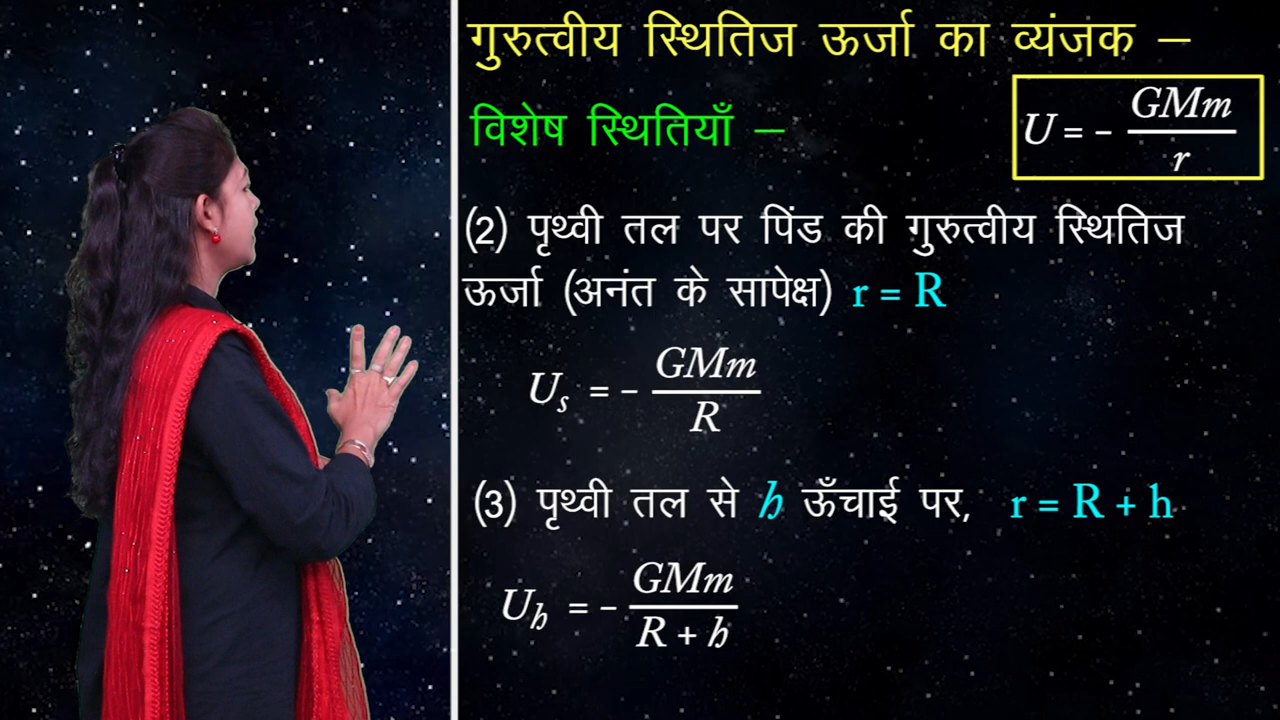 गुरुत्वीय स्थितिज ऊर्जा का व्यंजक –
विशेष स्थितियाँ –
U = – GMm / r
(2) पृथ्वी तल पर पिंड की गुरुत्वीय स्थितिज
ऊर्जा (अनंत के सापेक्ष) r = R
Uₛ = – GMm / R
(3) पृथ्वी तल से h ऊँचाई पर, r = R + h
Uₕ = – GMm / R + h